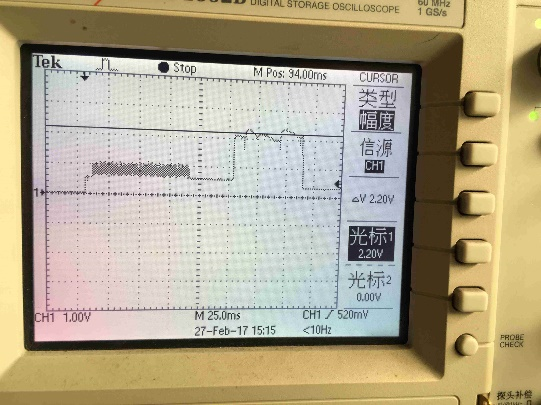 DIGITAL STORAGE OSCILLOSCOPE
60 MHz
1 GS/s
Tek
Stop
M Pos: 94.00ms
CURSOR
类型
幅度
信源
CH1
△V 2.20V
光标1
2.20V
光标2
0.00V
1
CH1 1.00V
M 25.0ms
CH1 / 520mV
27-Feb-17 15:15
<10Hz
PROBE
CHECK
探头补偿